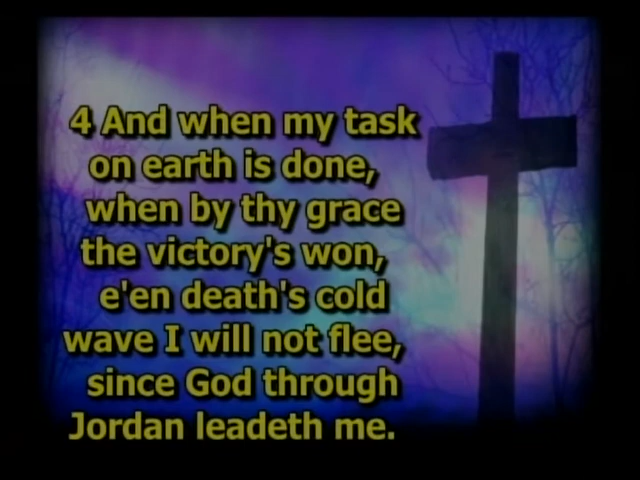 4 And when my task
on earth is done,
when by thy grace
the victory's won,
e'en death's cold
wave I will not flee,
since God through
Jordan leadeth me.